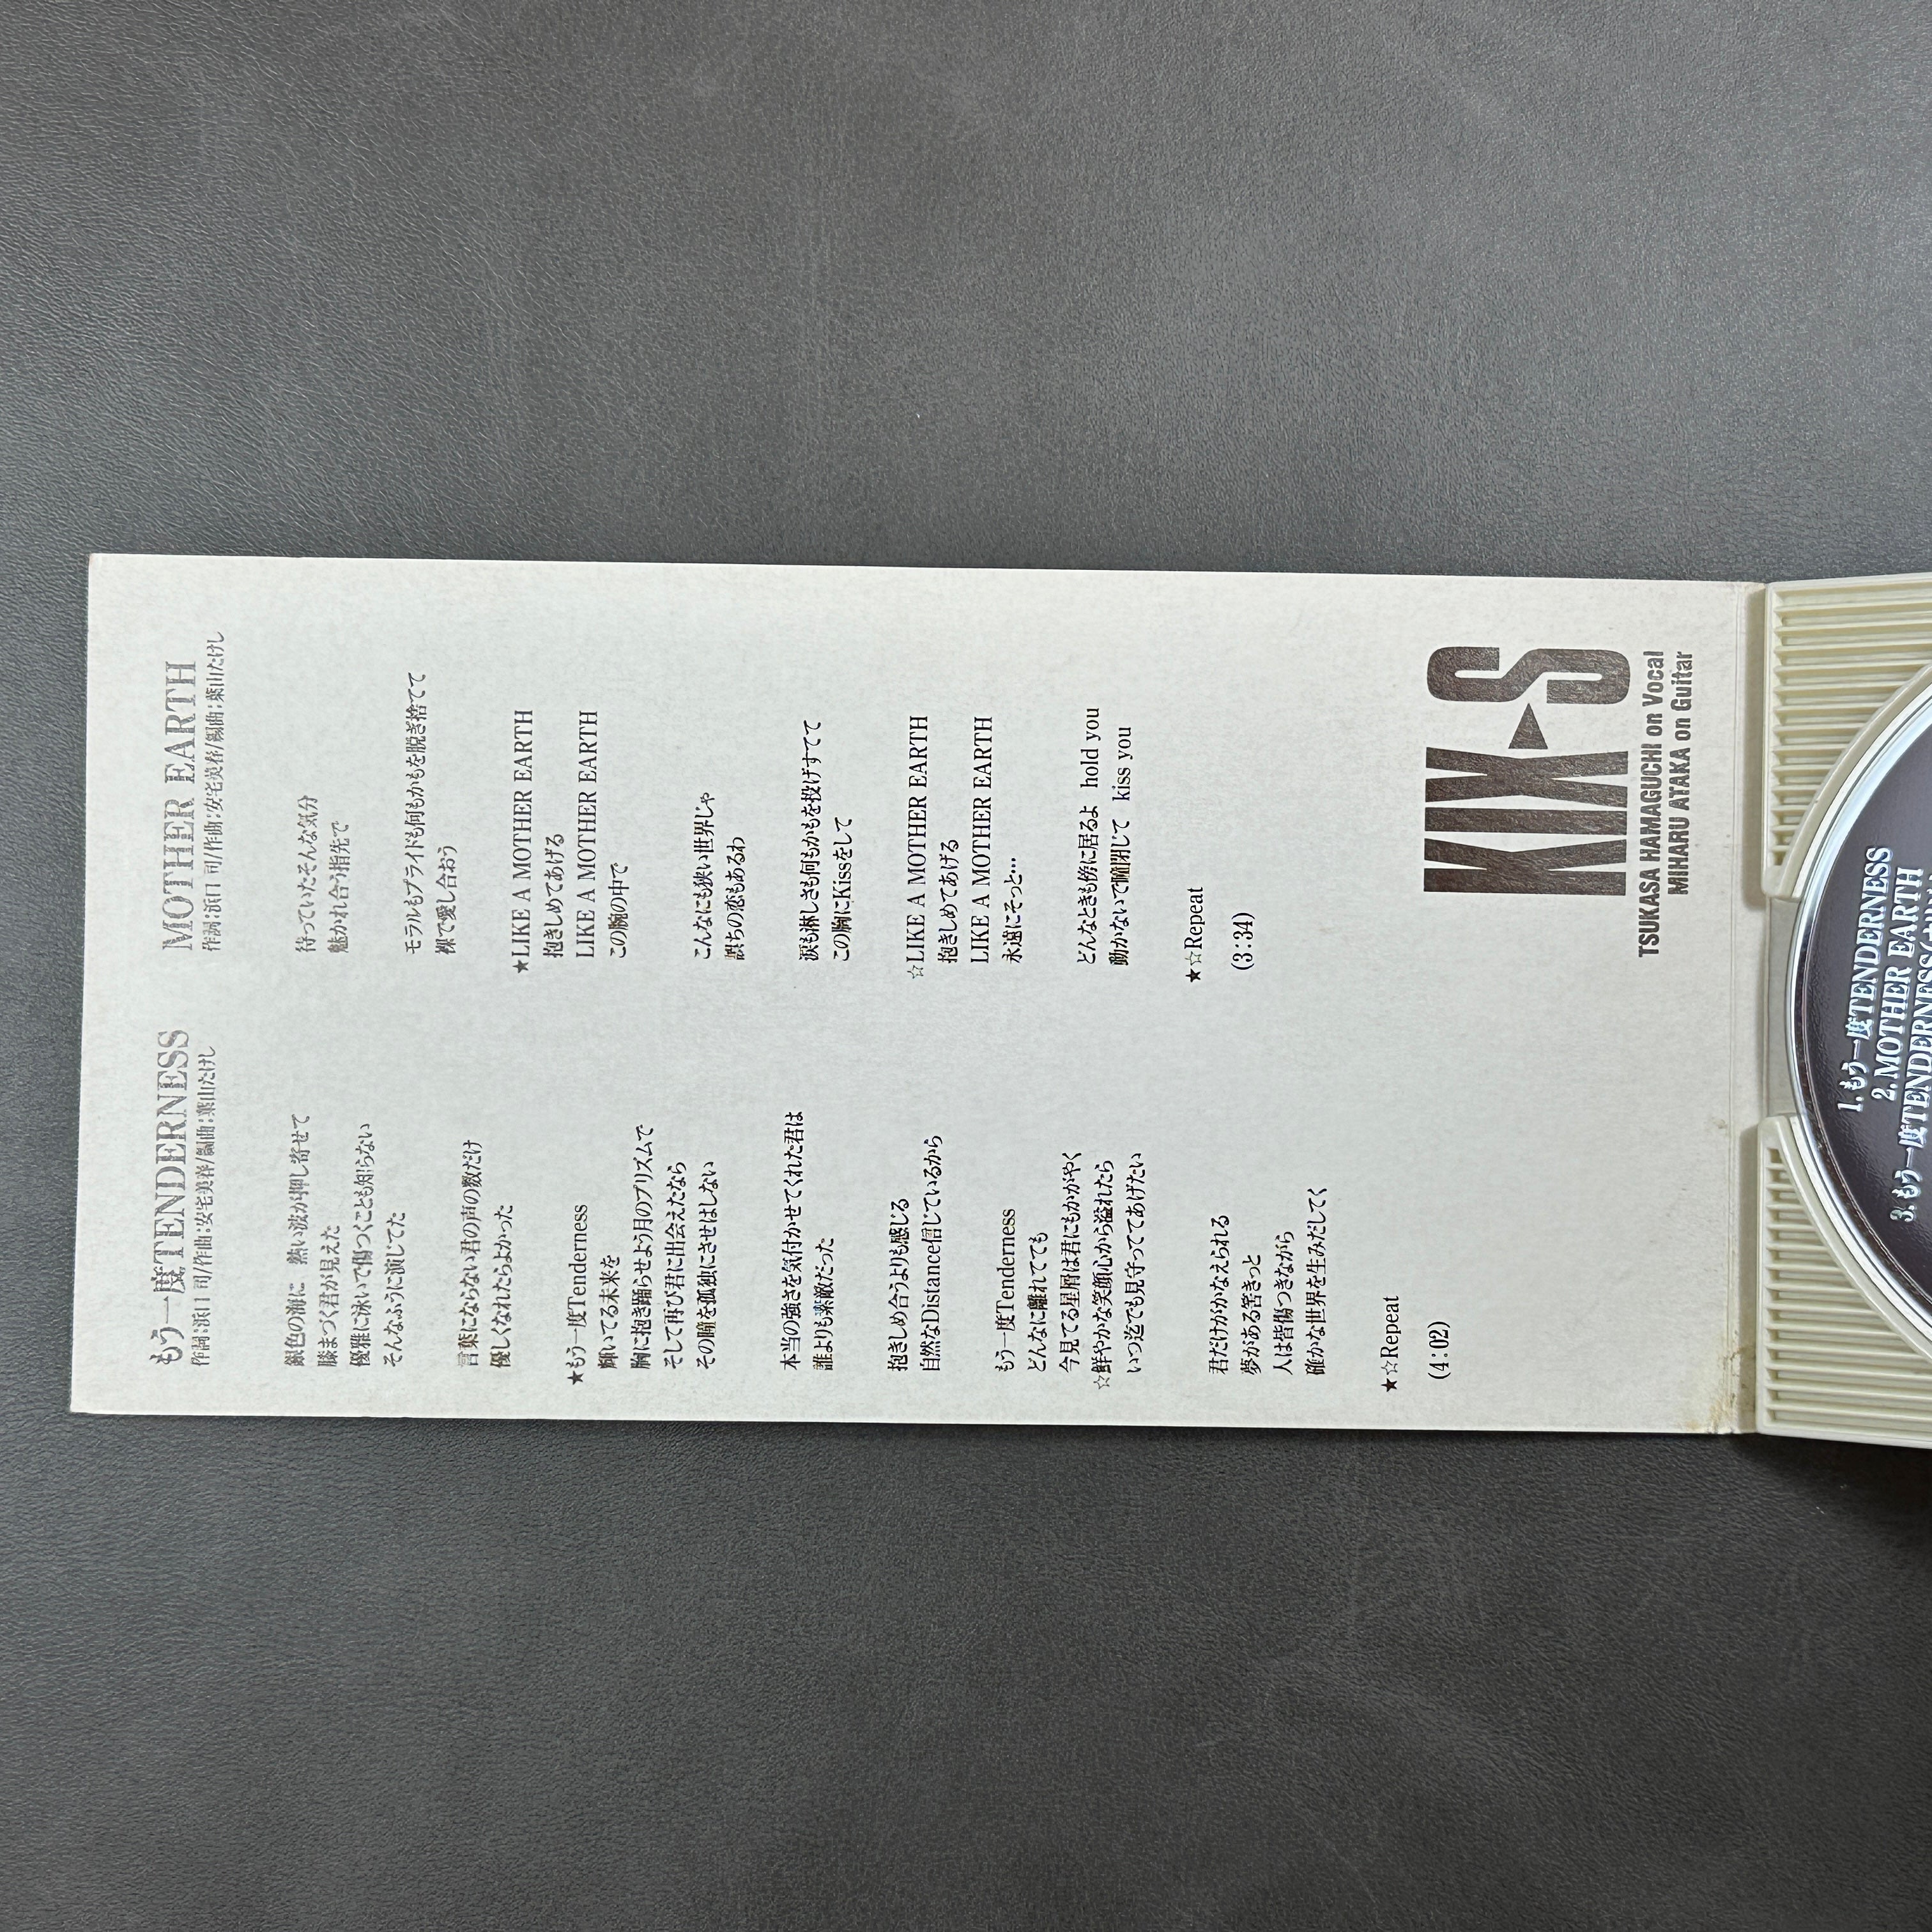 もう一度TENDERNESS
作詞:浜口 司/作曲:安宅美春/編曲:葉山たけし
銀色の海に 熱い波が押し寄せて
膝まづく君が見えた
優雅に泳いで傷つくことも知らない
そんなふうに演じてた
言葉にならない君の声の数だけ
優しくなれたらよかった
★もう一度Tenderness
輝いてる未来を
胸に抱き踊らせよう月のプリズムで
そして再び君に出会えたなら
その瞳を孤独にさせはしない
本当の強さを気付かせてくれた君は
誰よりも素敵だった
抱きしめ合うよりも感じる
自然なDistance信じているから
もう一度Tenderness
どんなに離れてても
今見てる星屑は君にもかがやく
☆鮮やかな笑顔心から溢れたら
いつ迄でも見守っててあげたい
君だけがかなえられる
夢がある筈きっと
人は皆傷つきながら
確かな世界を生みだしてく
★☆Repeat
(4:02)
MOTHER EARTH
作詞:浜口 司/作曲:安宅美春/編曲:葉山たけし
待っていたそんな気分
魅かれ合う指先で
モラルもプライドも何もかもを脱ぎ捨てて
裸で愛し合おう
★LIKE A MOTHER EARTH
抱きしめてあげる
LIKE A MOTHER EARTH
この腕の中で
こんなにも狭い世界じゃ
誤ちの恋もあるわ
涙も淋しさも何もかもを投げすてて
この胸にKissをして
☆LIKE A MOTHER EARTH
抱きしめてあげる
LIKE A MOTHER EARTH
永遠にそっと…
どんなときも傍に居るよ hold you
動かないで瞳閉じて kiss you
★☆Repeat
(3:34)
KIX▶S
TSUKASA HAMAGUCHI on Vocal
MIHARU ATAKA on Guitar
1. もう一度TENDERNESS
2. MOTHER EARTH
3. もう一度TENDERNESS